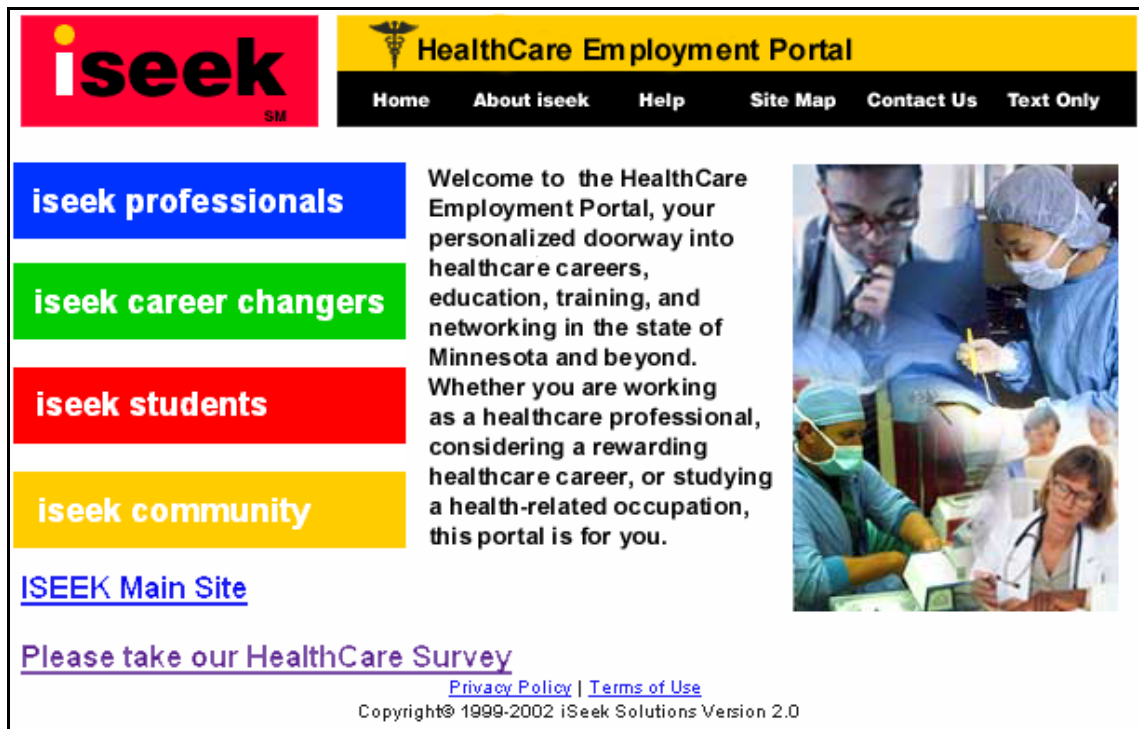 iseek
SM
HealthCare Employment Portal
Home About iseek Help Site Map Contact Us Text Only
iseek professionals
iseek career changers
iseek students
iseek community
Welcome to the HealthCare
Employment Portal, your
personalized doorway into
healthcare careers,
education, training, and
networking in the state of
Minnesota and beyond.
Whether you are working
as a healthcare professional,
considering a rewarding
healthcare career, or studying
a health-related occupation,
this portal is for you.
ISEEK Main Site
Please take our HealthCare Survey
Privacy Policy | Terms of Use
Copyright® 1999-2002 iSeek Solutions Version 2.0